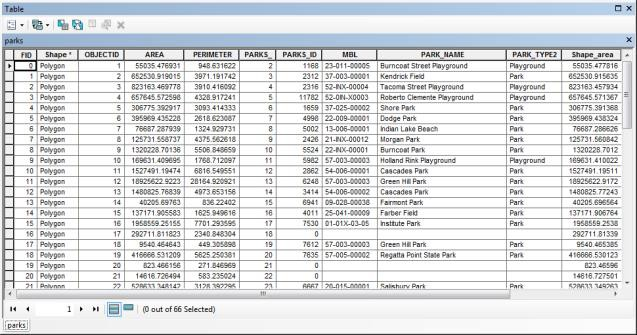 Table
parks
FID Shape * OBJECTID AREA PERIMETER PARKS_ PARKS_ID MBL PARK_NAME PARK_TYPE2 Shape_area
0 Polygon 1 55035.476931 948.631622 2 1168 23-011-00005 Burncoat Street Playground Playground 55035.477816
1 Polygon 2 652530.919015 3971.191742 3 2312 37-003-00001 Kendrick Field Park 652530.915635
2 Polygon 3 823163.469778 3910.416092 4 2316 52-INX-00004 Tacoma Street Playground Playground 823163.457934
3 Polygon 4 657645.572598 4328.917241 5 11782 52-0IN-X0003 Roberto Clemente Playground Playground 657645.571367
4 Polygon 5 306775.392917 3093.414333 6 1659 37-025-00002 Shore Park Park 306775.391368
5 Polygon 6 395969.435228 2618.623087 7 4998 22-009-00001 Dodge Park Park 395969.438324
6 Polygon 7 76687.287939 1324.929731 8 5002 13-006-00001 Indian Lake Beach Park 76687.286626
7 Polygon 8 125731.558737 4375.562618 9 2426 21-INX-00012 Morgan Park Park 125731.560842
8 Polygon 9 1320228.70136 5506.848659 10 5524 22-INX-00001 Burncoat Park Park 1320228.7012
9 Polygon 10 169631.409695 1768.712097 11 5982 57-003-00003 Holland Rink Playground Playground 169631.410022
10 Polygon 11 1527491.19474 6816.549551 12 2862 54-006-00001 Cascades Park Park 1527491.19511
11 Polygon 12 18925622.9223 28164.920921 13 6248 57-003-00003 Green Hill Park Park 18925622.9172
12 Polygon 13 1480825.76839 4973.653156 14 3414 54-006-00002 Cascades Park Park 1480825.77243
13 Polygon 14 40205.69763 836.22402 15 6941 09-028-00038 Fairmont Park Park 40205.696564
14 Polygon 15 137171.905583 1625.949616 16 4011 25-041-00009 Farber Field Park 137171.906764
15 Polygon 16 1958559.25155 7701.293595 17 7530 01-01X-03-05 Institute Park Park 1958559.2538
16 Polygon 17 292711.811823 2340.848304 18 0 292711.81339
17 Polygon 18 9540.464643 449.305898 19 7612 57-003-00003 Green Hill Park Park 9540.465385
18 Polygon 19 416666.531209 5625.250381 20 7635 57-005-00002 Regatta Point State Park Park 416666.530123
19 Polygon 20 823.466156 271.846969 21 0 823.46596
20 Polygon 21 14616.726494 583.235024 22 0 14616.727501
21 Polygon 22 528633.348142 3128.392295 23 6667 20-015-00001 Salisbury Park Park 528633.349263
1 (0 out of 66 Selected)
parks